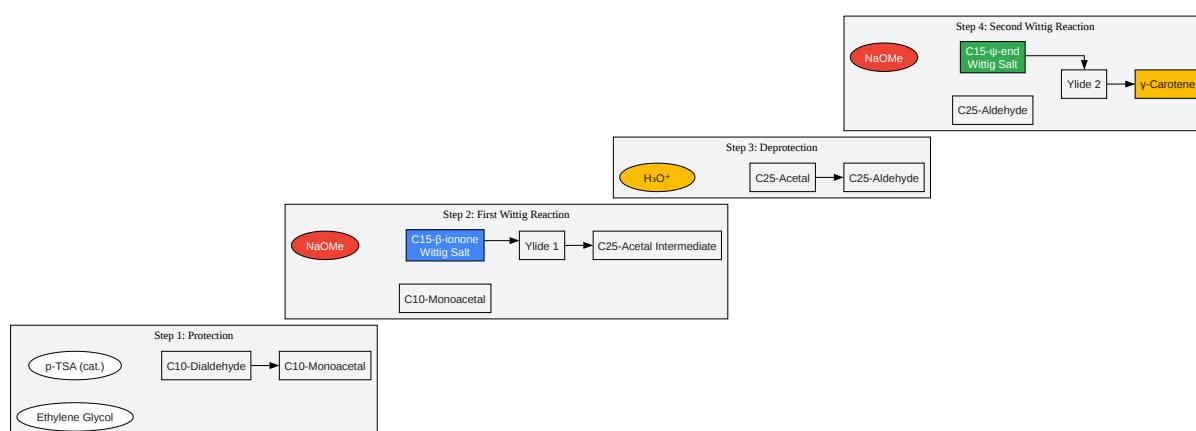 Step 4: Second Wittig Reaction
NaOMe
C15-ψ-end
Wittig Salt
Ylide 2
γ-Carotene
C25-Aldehyde
Step 3: Deprotection
H₃O⁺
C25-Acetal
C25-Aldehyde
Step 2: First Wittig Reaction
NaOMe
C15-β-ionone
Wittig Salt
Ylide 1
C25-Acetal Intermediate
C10-Monoacetal
Step 1: Protection
p-TSA (cat.)
C10-Dialdehyde
C10-Monoacetal
Ethylene Glycol